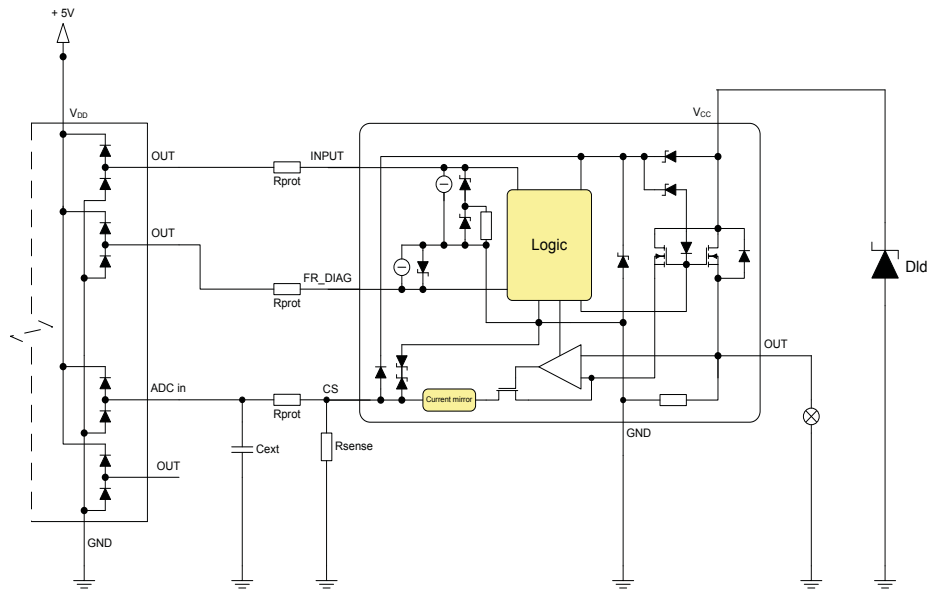 + 5V
VDD
VCC
OUT
Rprot
INPUT
OUT
Rprot
FR_DIAG
Logic
Dld
OUT
ADC in
Rprot
CS
Current mirror
Cext
Rsense
GND
OUT
GND